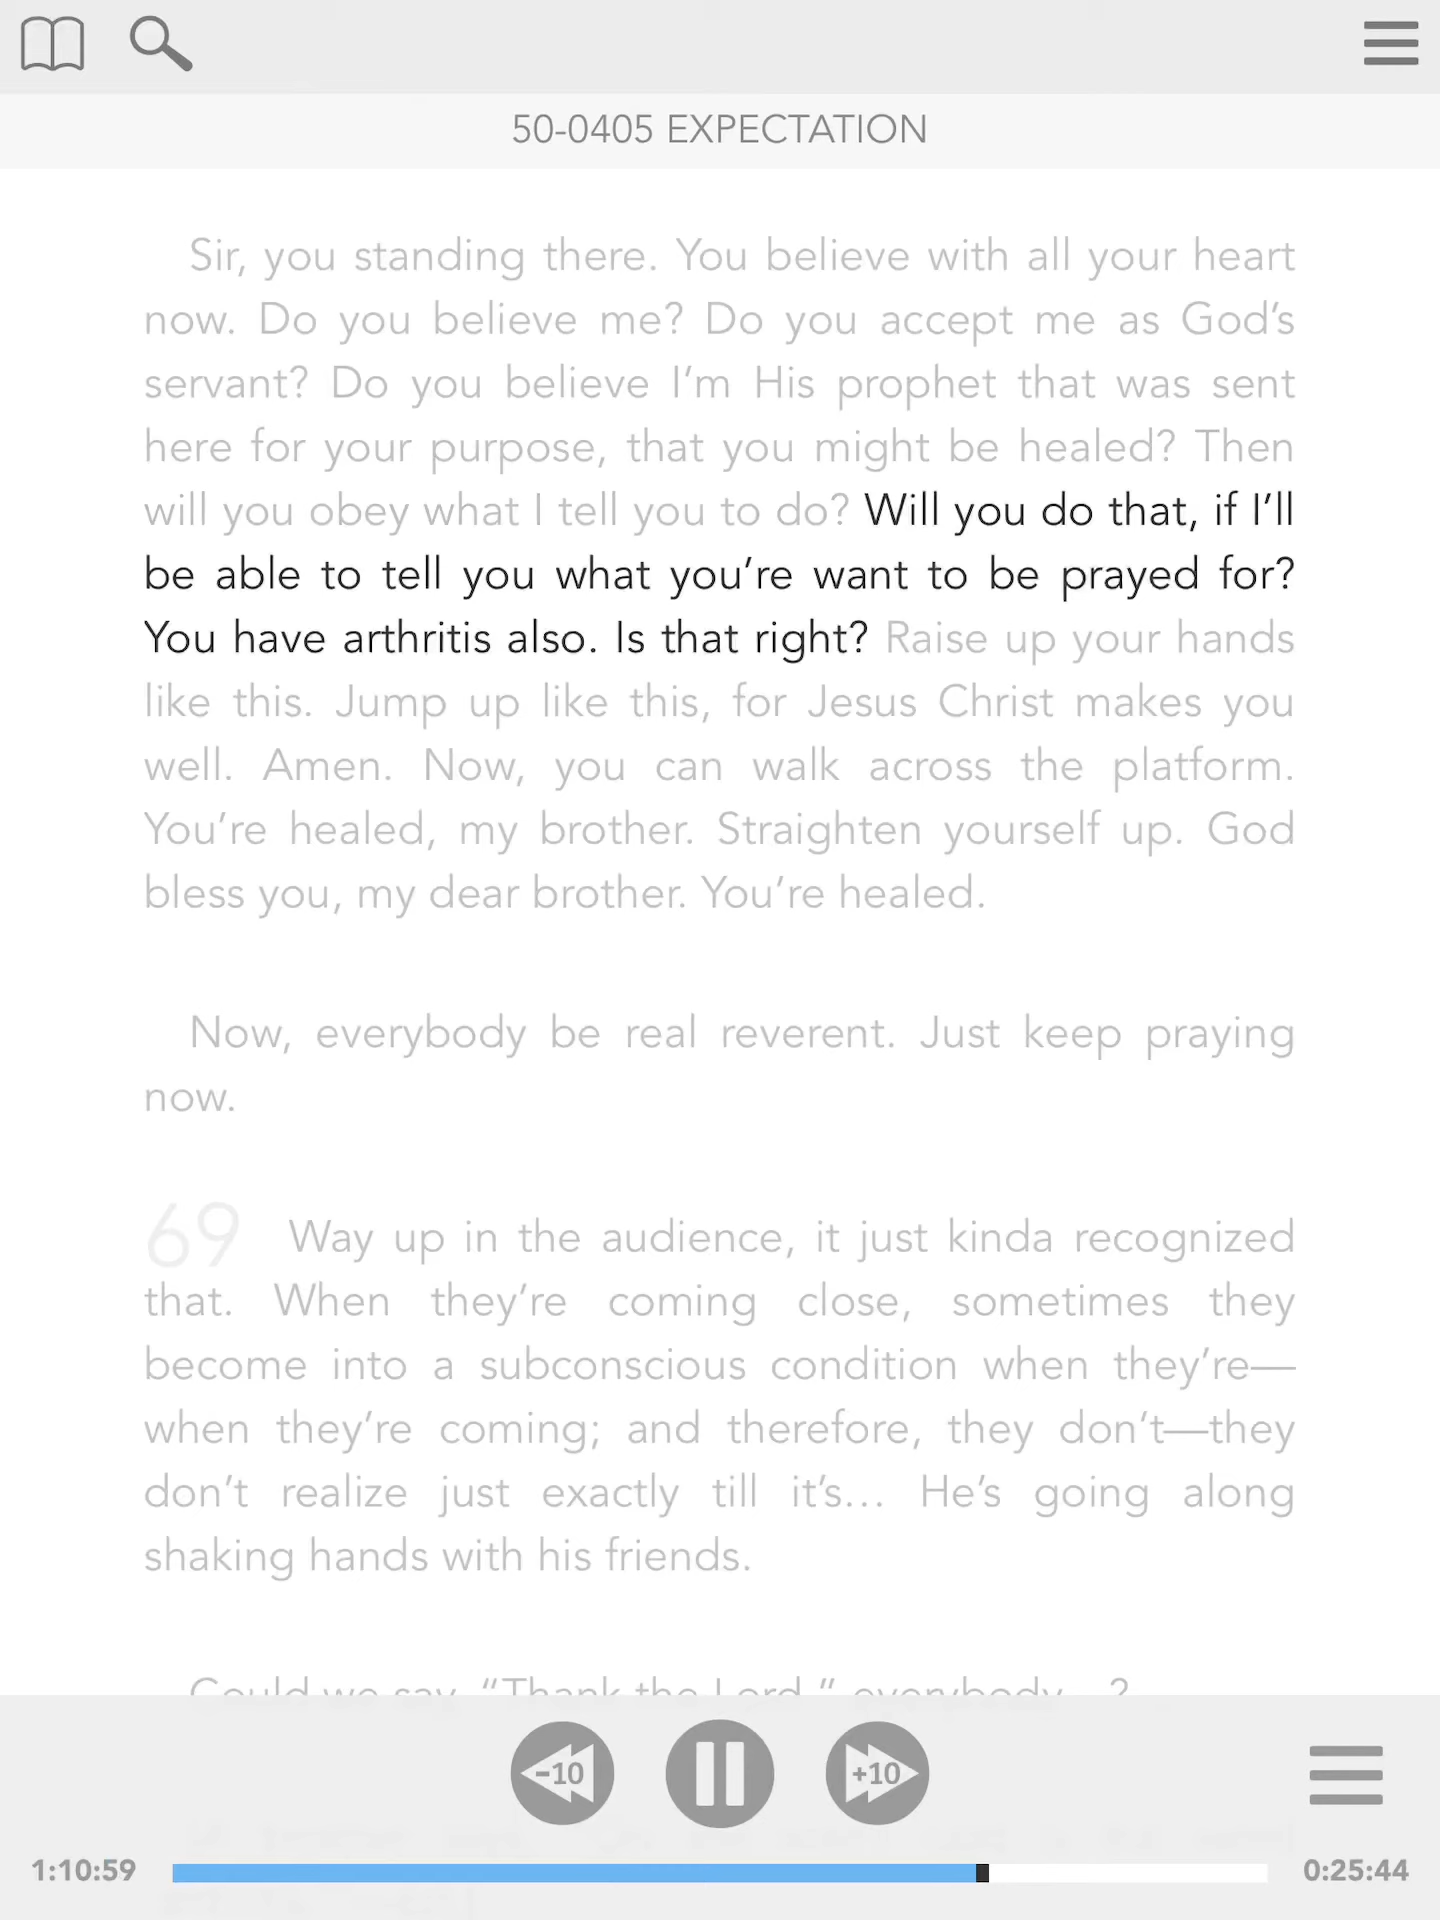 50-0405 EXPECTATION
Sir, you standing there. You believe with all your heart
now. Do you believe me? Do you accept me as God’s
servant? Do you believe I’m His prophet that was sent
here for your purpose, that you might be healed? Then
will you obey what I tell you to do? Will you do that, if I’ll
be able to tell you what you’re want to be prayed for?
You have arthritis also. Is that right? Raise up your hands
like this. Jump up like this, for Jesus Christ makes you
well. Amen. Now, you can walk across the platform.
You’re healed, my brother. Straighten yourself up. God
bless you, my dear brother. You’re healed.
Now, everybody be real reverent. Just keep praying
now.
69 Way up in the audience, it just kinda recognized
that. When they’re coming close, sometimes they
become into a subconscious condition when they’re—
when they’re coming; and therefore, they don’t—they
don’t realize just exactly till it’s... He’s going along
shaking hands with his friends.
Could we say, “Thank the Lord,” everybody...?
-10 +10
1:10:59 0:25:44